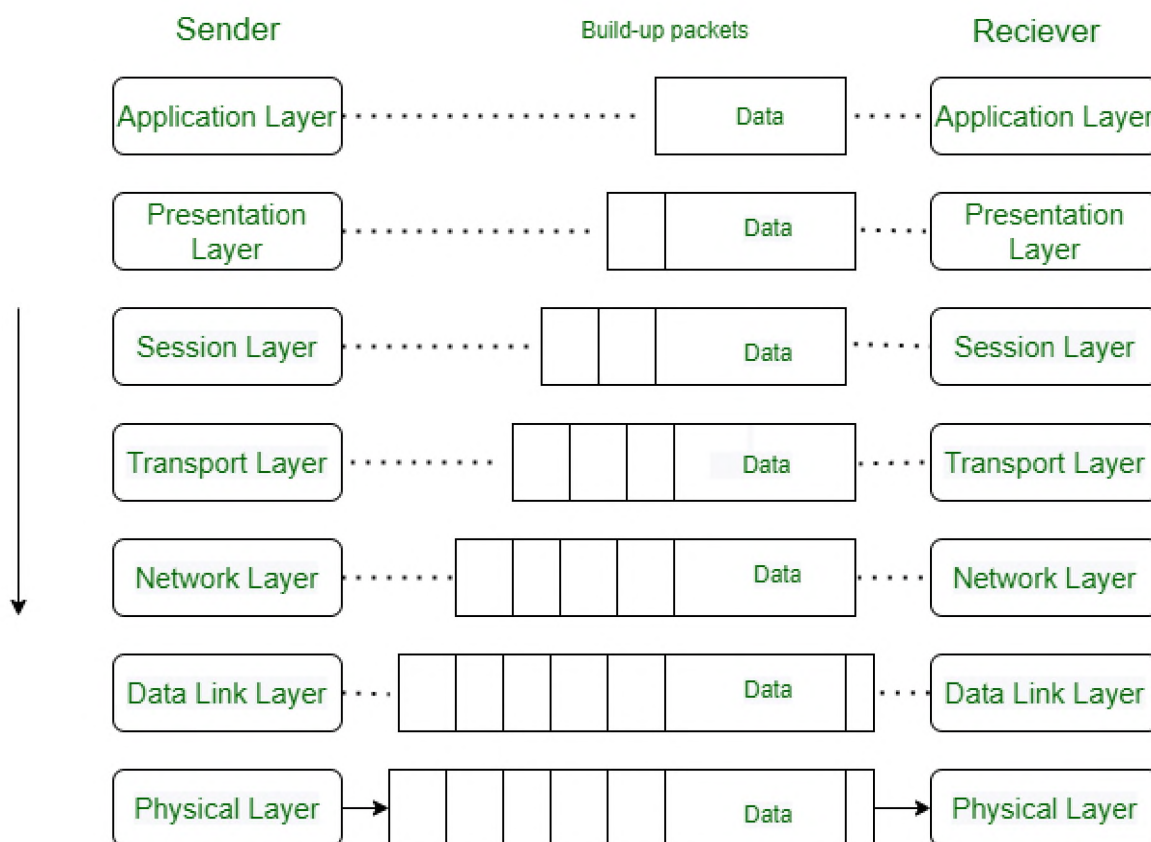 Sender
Build-up packets
Reciever
Application Layer
Data
Application Layer
Presentation
Layer
Data
Presentation
Layer
Session Layer
Data
Session Layer
Transport Layer
Data
Transport Layer
Network Layer
Data
Network Layer
Data Link Layer
Data
Data Link Layer
Physical Layer
Data
Physical Layer